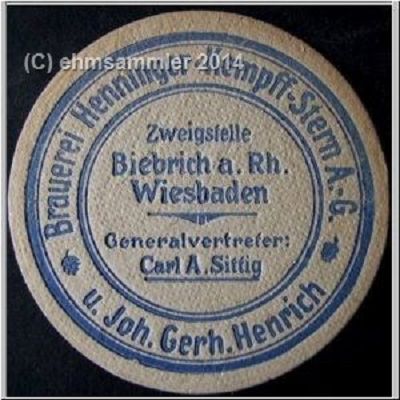 (C) ehmsammler 2014
Brauerei Henninger Kempff-Stern A.-G.
Zweigstelle
Biebrich a. Rh.
Wiesbaden
Generalvertreter:
Carl A. Sittig
u. Joh. Gerh. Henrich